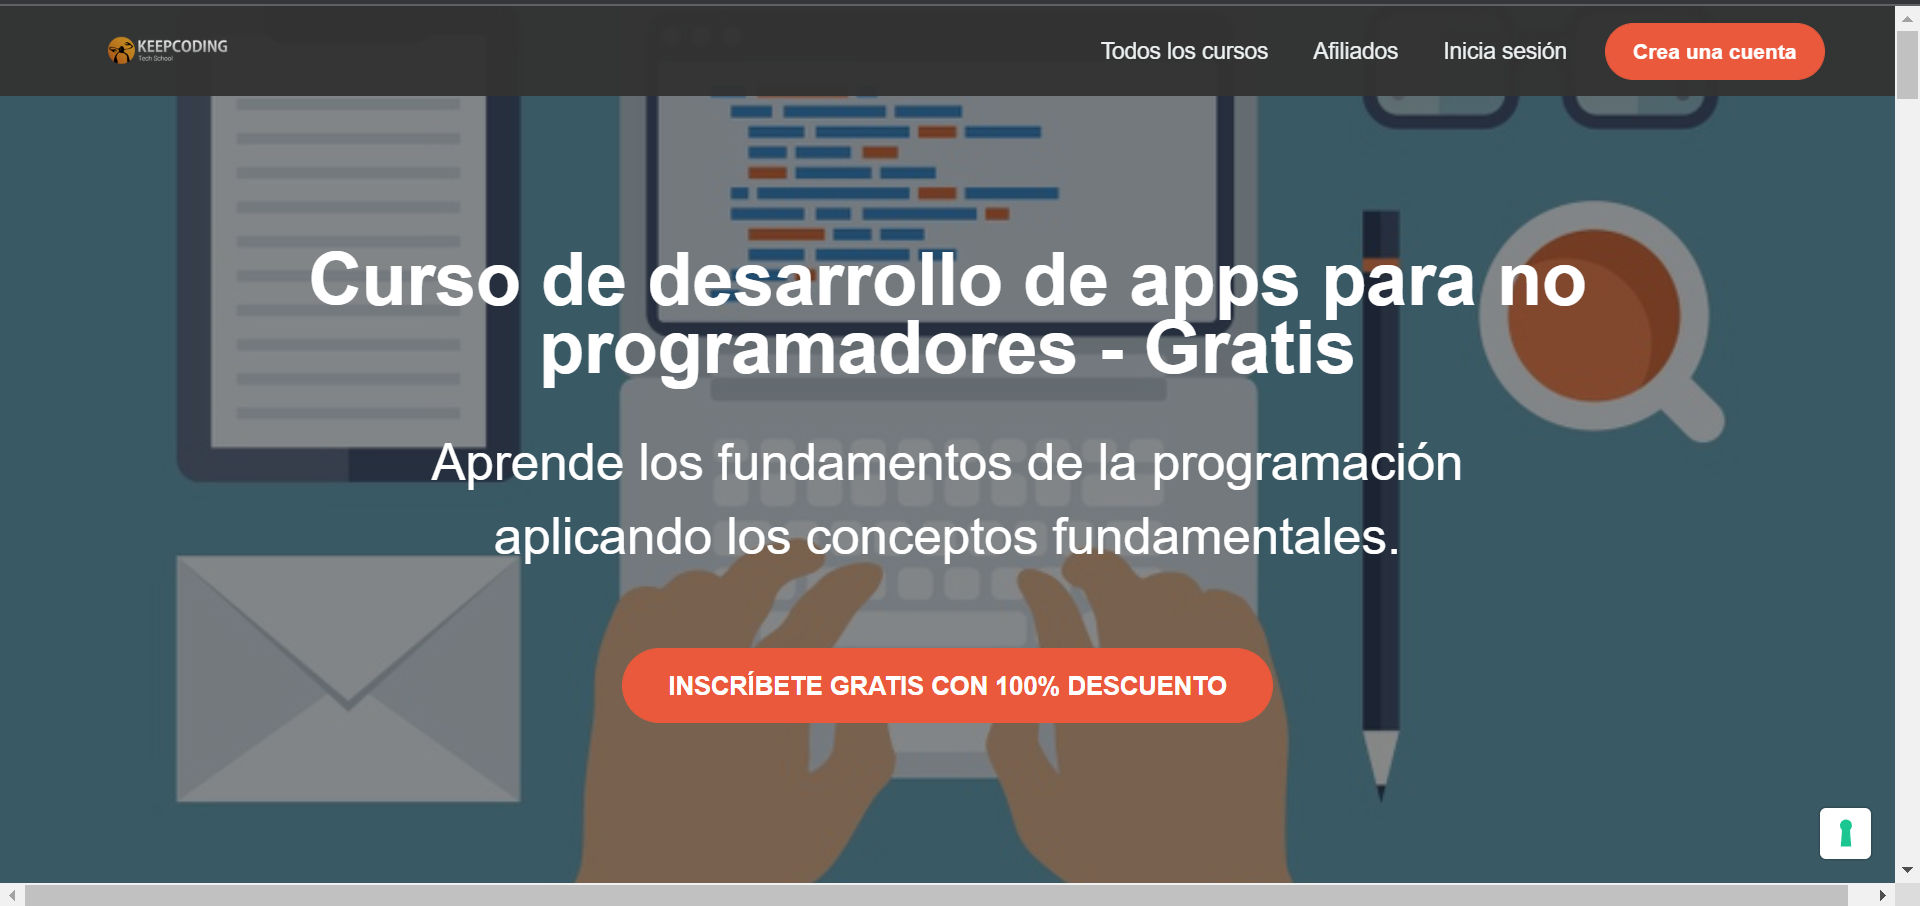 KEEPCODING
Tech School
Todos los cursos
Afiliados
Inicia sesión
Crea una cuenta
Curso de desarrollo de apps para no
programadores - Gratis
Aprende los fundamentos de la programación
aplicando los conceptos fundamentales.
INSCRÍBETE GRATIS CON 100% DESCUENTO